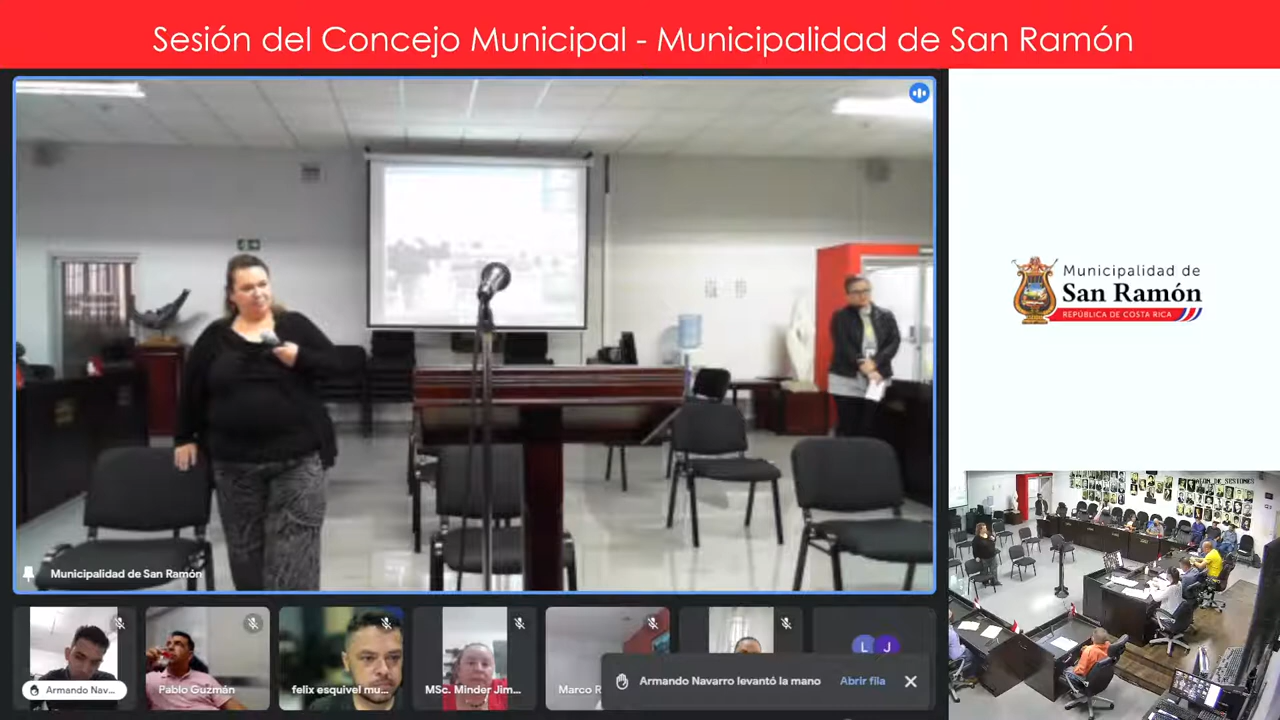 Sesión del Concejo Municipal - Municipalidad de San Ramón
Municipalidad de San Ramón
Armando Nav...
Pablo Guzmán
felix esquivel mu...
MSc. Minder Jim...
Marco R
L J
Armando Navarro levantó la mano
Abrir fila
Municipalidad de
San Ramón
REPÚBLICA DE COSTA RICA